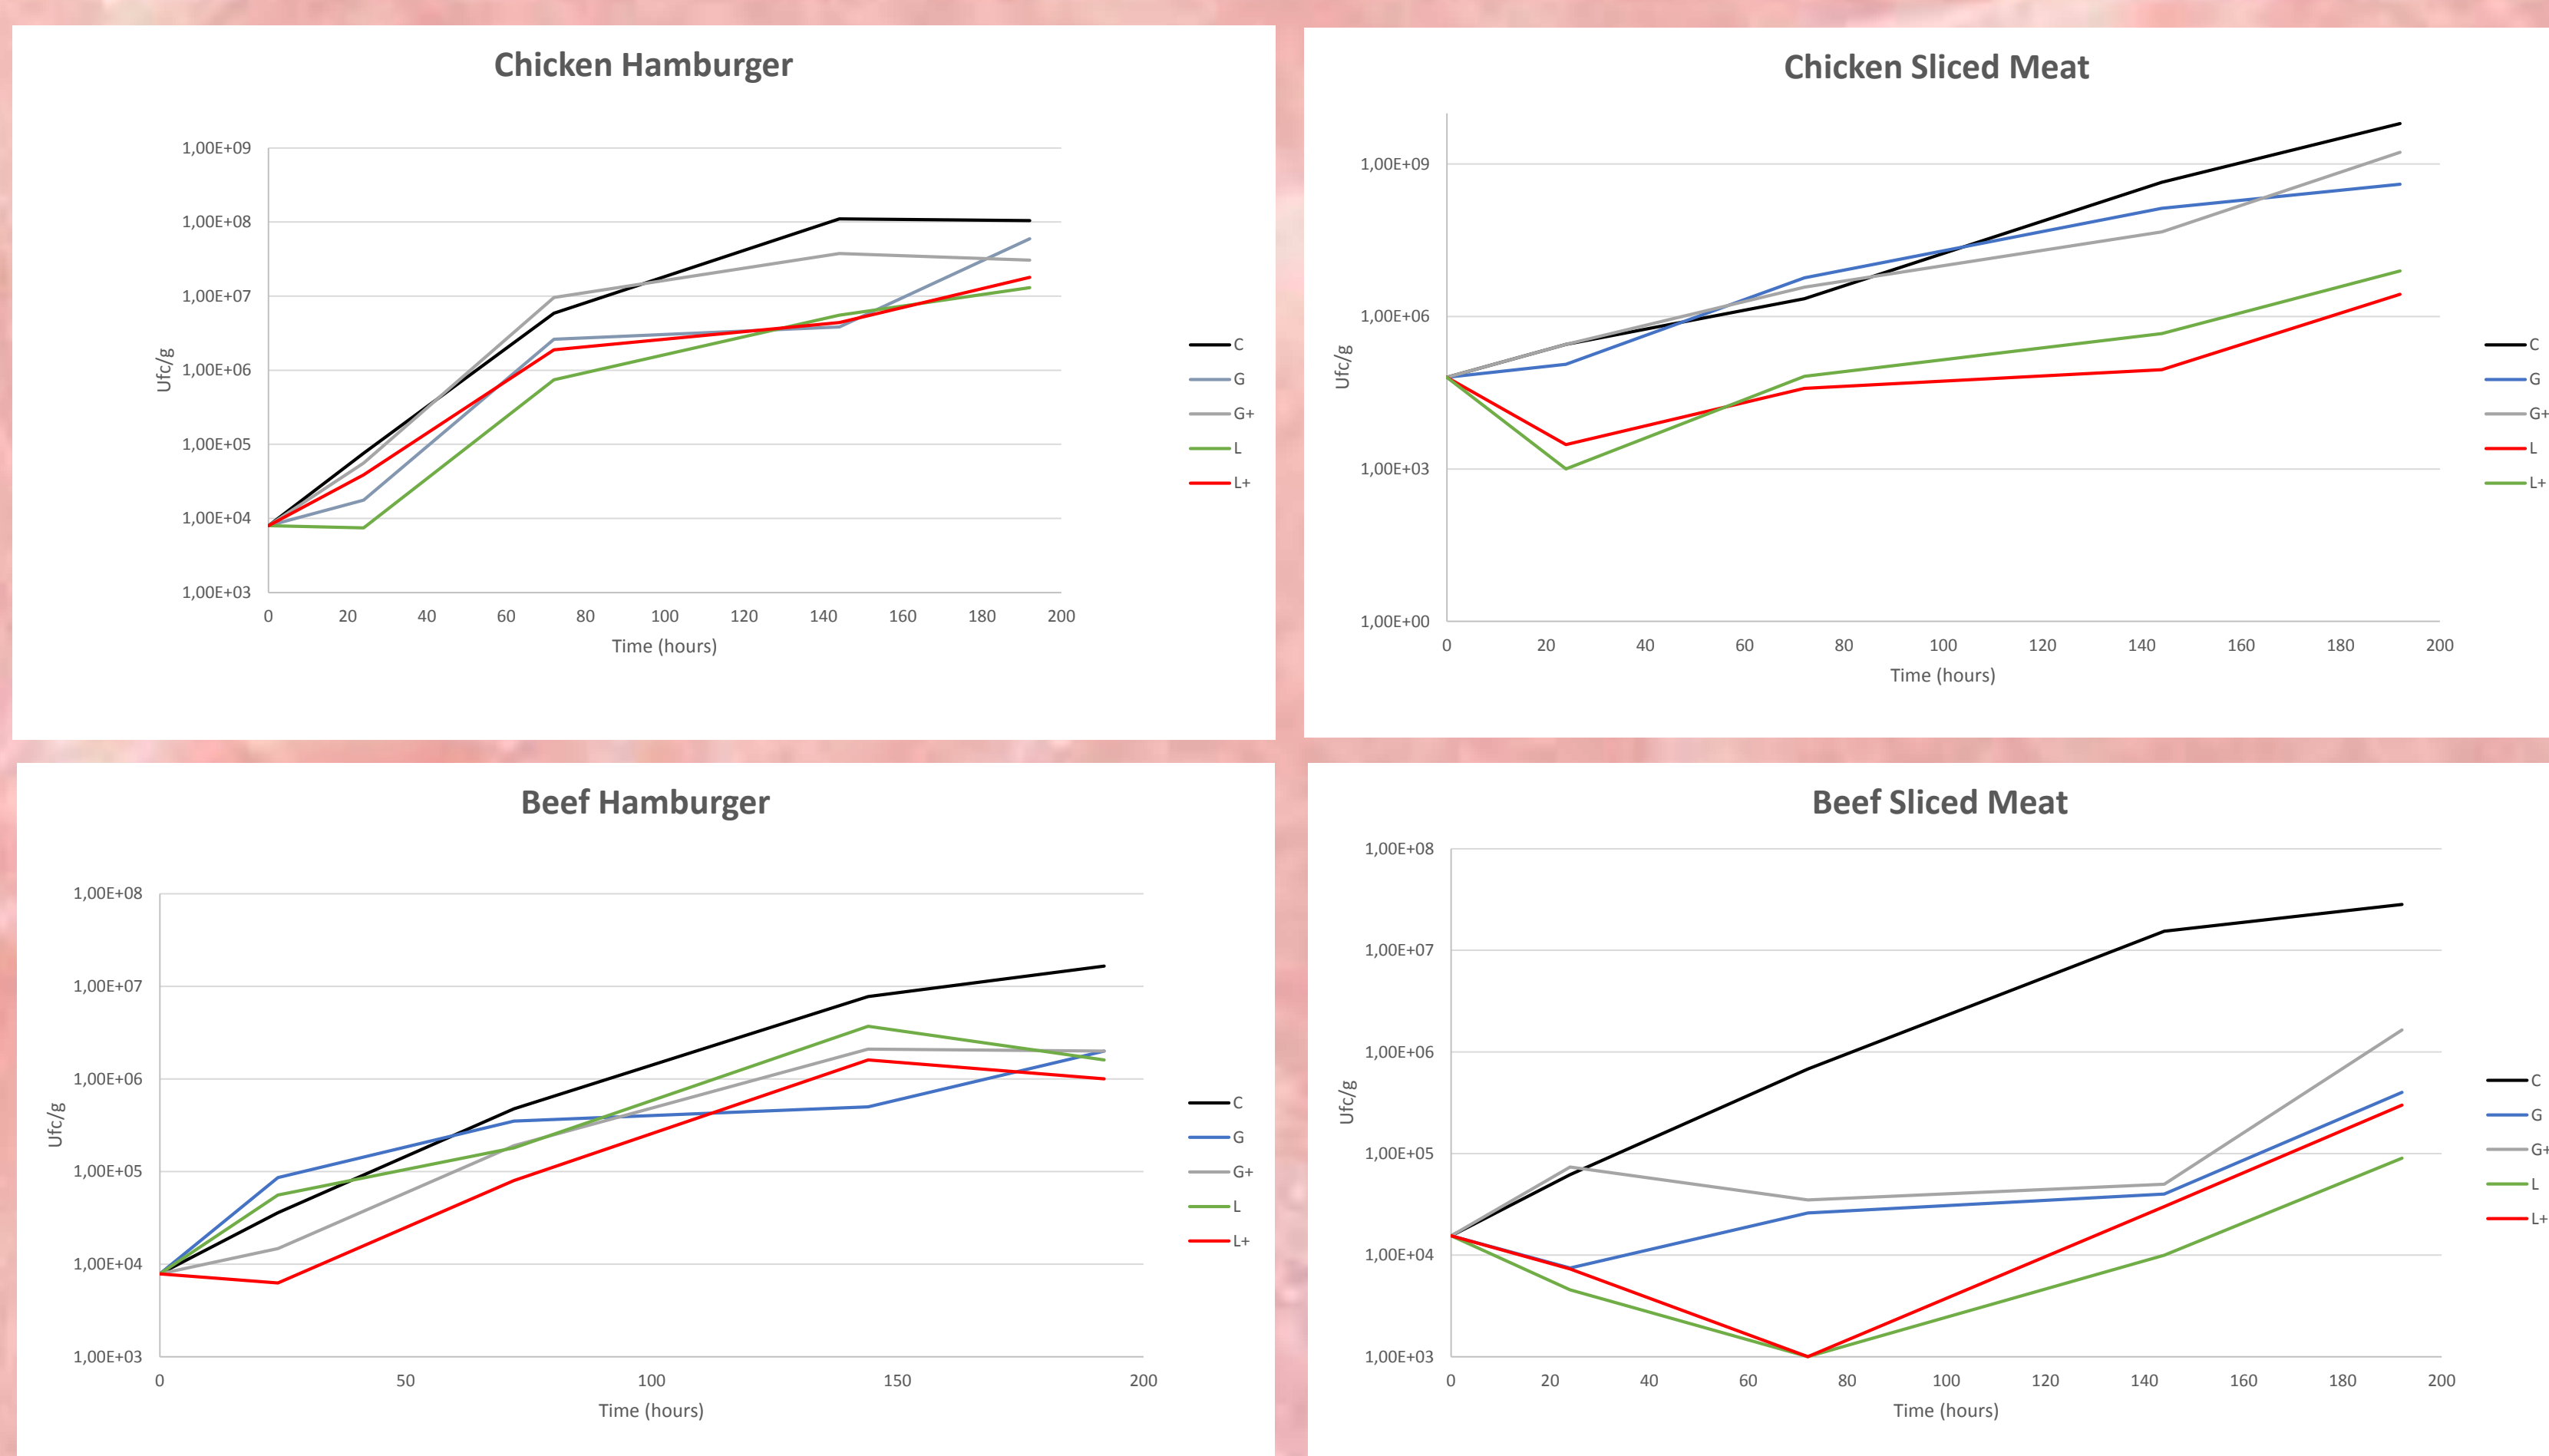 Chicken Hamburger
1,00E+09
1,00E+08
1,00E+07
1,00E+06
1,00E+05
1,00E+04
1,00E+03
Ufc/g
0 20 40 60 80 100 120 140 160 180 200
Time (hours)
C
G
G+
L
L+
Chicken Sliced Meat
1,00E+09
1,00E+06
1,00E+03
1,00E+00
Ufc/g
0 20 40 60 80 100 120 140 160 180 200
Time (hours)
C
G
G+
L
L+
Beef Hamburger
1,00E+08
1,00E+07
1,00E+06
1,00E+05
1,00E+04
1,00E+03
Ufc/g
0 50 100 150 200
Time (hours)
C
G
G+
L
L+
Beef Sliced Meat
1,00E+08
1,00E+07
1,00E+06
1,00E+05
1,00E+04
1,00E+03
Ufc/g
0 20 40 60 80 100 120 140 160 180 200
Time (hours)
C
G
G+
L
L+